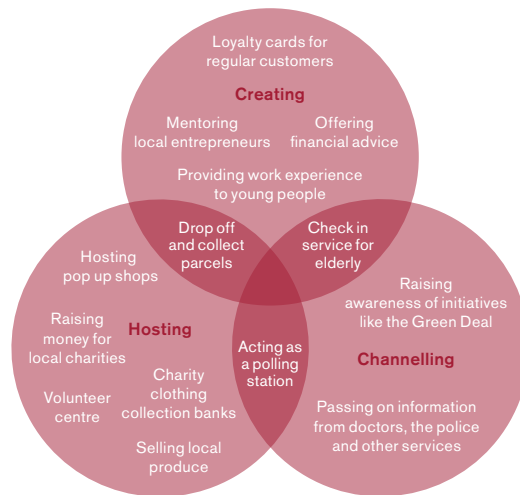 Loyalty cards for
regular customers
Creating
Mentoring
local entrepreneurs
Offering
financial advice
Providing work experience
to young people
Drop off
and collect
parcels
Check in
service for
elderly
Hosting
pop up shops
Raising
awareness of initiatives
like the Green Deal
Raising
money for
local charities
Hosting
Acting as
a polling
station
Channelling
Charity
clothing
collection banks
Volunteer
centre
Passing on information
from doctors, the police
and other services
Selling local
produce